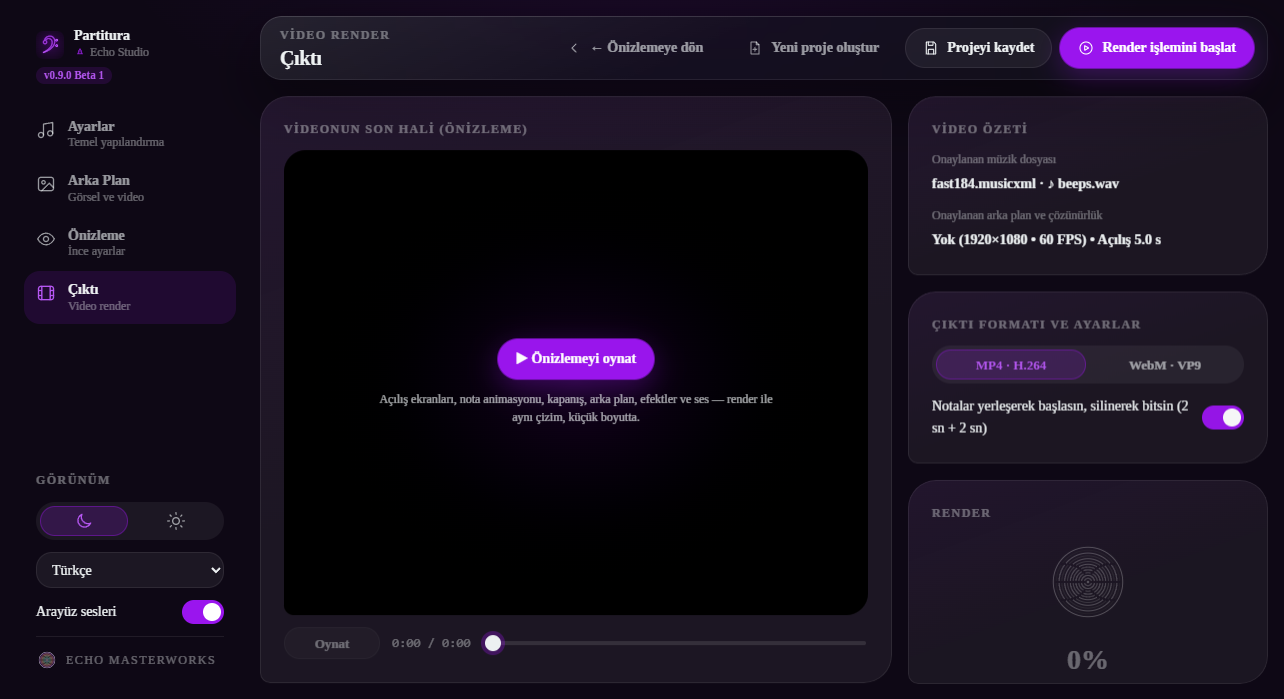 Partitura
Echo Studio
v0.9.0 Beta 1
Ayarlar
Temel yapılandırma
Arka Plan
Görsel ve video
Önizleme
İnce ayarlar
Çıktı
Video render
GÖRÜNÜM
Türkçe
Arayüz sesleri
ECHO MASTERWORKS
VİDEO RENDER
Çıktı
← Önizlemeye dön
Yeni proje oluştur
Projeyi kaydet
Render işlemini başlat
VİDEONUN SON HALİ (ÖNİZLEME)
▶ Önizlemeyi oynat
Açılış ekranları, nota animasyonu, kapanış, arka plan, efektler ve ses — render ile
aynı çizim, küçük boyutta.
Oynat
0:00 / 0:00
VİDEO ÖZETİ
Onaylanan müzik dosyası
fast184.musicxml · ♪ beeps.wav
Onaylanan arka plan ve çözünürlük
Yok (1920×1080 • 60 FPS) • Açılış 5.0 s
ÇIKTI FORMATI VE AYARLAR
MP4 · H.264
WebM · VP9
Notalar yerleşerek başlasın, silinerek bitsin (2
sn + 2 sn)
RENDER
0%